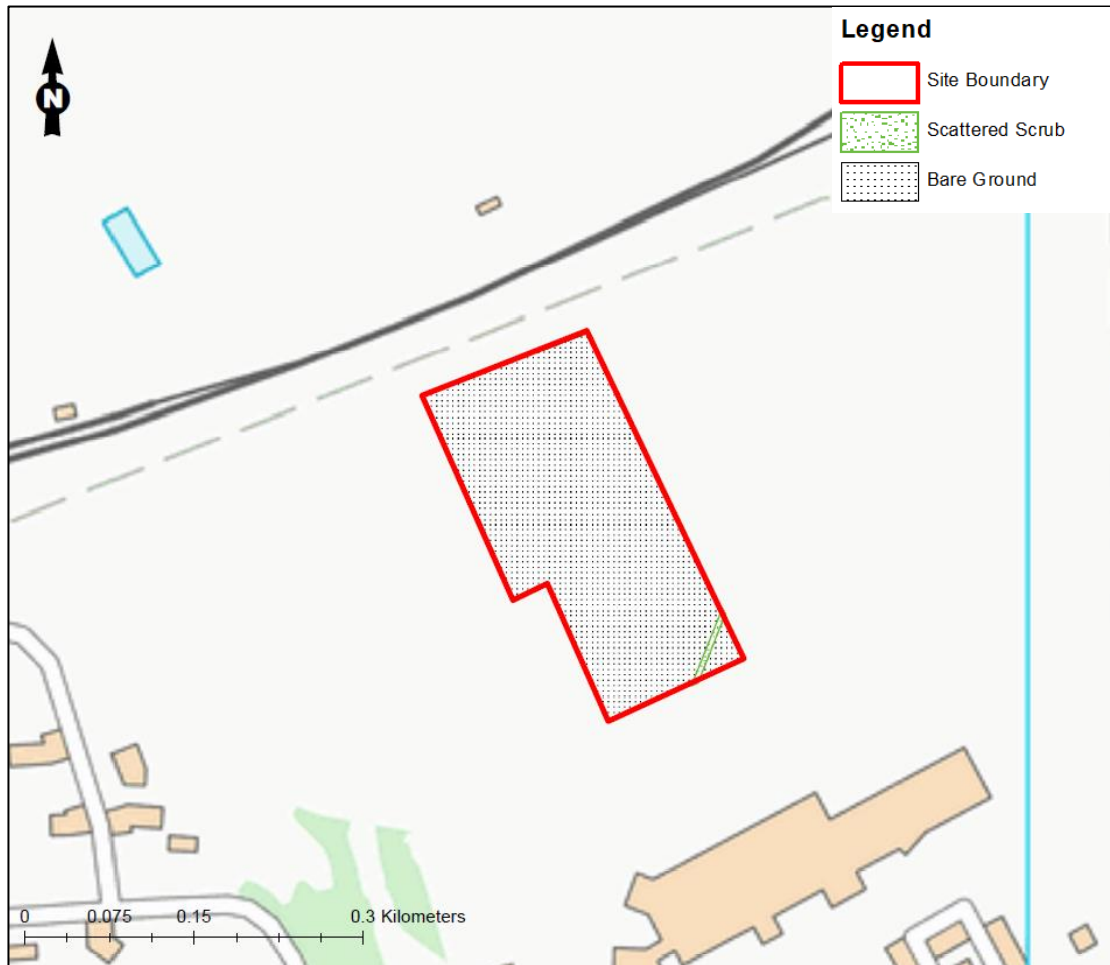 Legend
Site Boundary
Scattered Scrub
Bare Ground
N
0 0.075 0.15 0.3 Kilometers